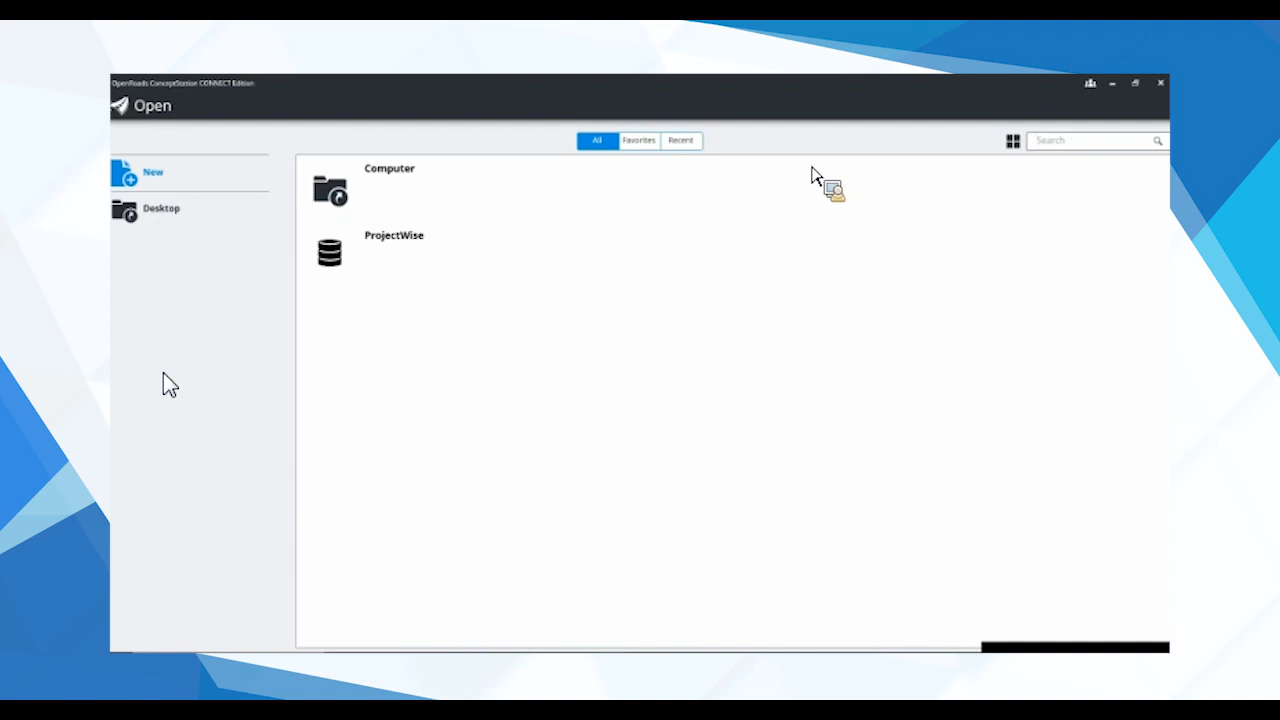 OpenRoads ConceptStation CONNECT Edition
Open
All Favorites Recent
Search
New
Desktop
Computer
ProjectWise